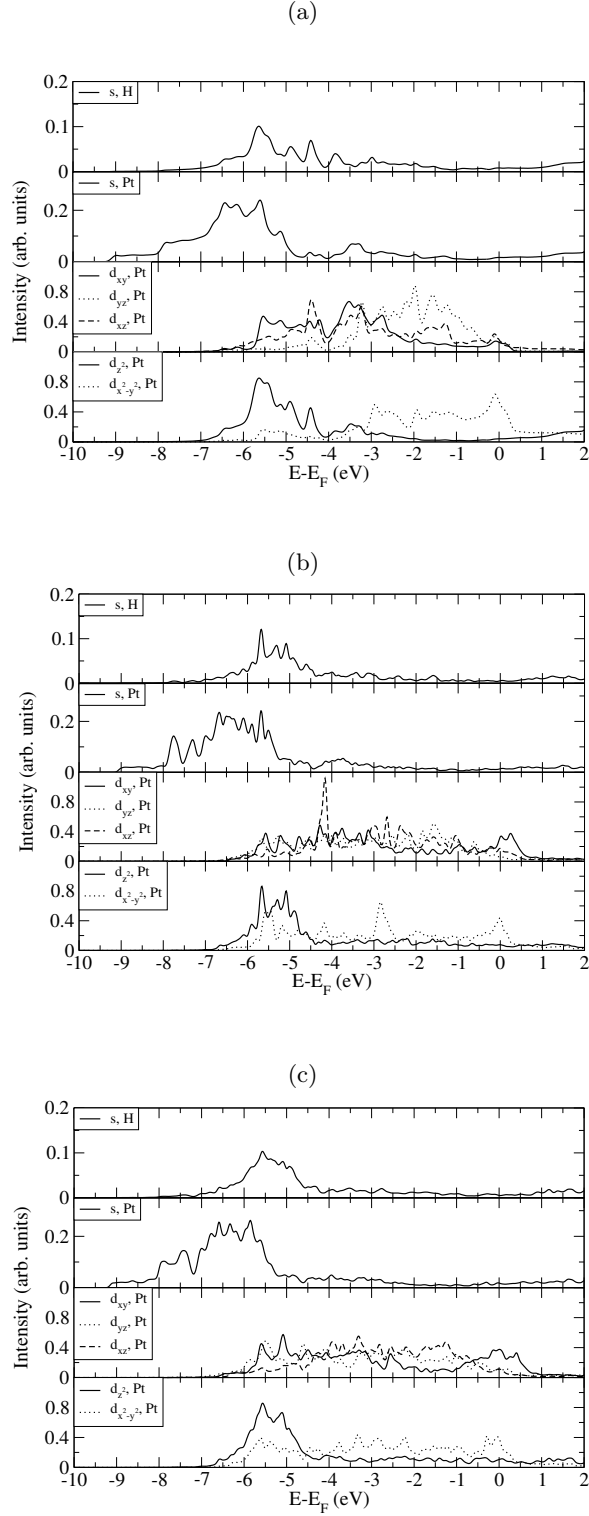 (a)
0.2
s, H
0.1
0
s, Pt
0.2
0
d_xy, Pt
d_yz, Pt
d_xz, Pt
0.8
0.4
0
d_z², Pt
d_x²-y², Pt
0.8
0.4
0
Intensity (arb. units)
-10 -9 -8 -7 -6 -5 -4 -3 -2 -1 0 1 2
E-E_F (eV)
(b)
0.2
s, H
0.1
0
s, Pt
0.2
0
d_xy, Pt
d_yz, Pt
d_xz, Pt
0.8
0.4
0
d_z², Pt
d_x²-y², Pt
0.8
0.4
0
Intensity (arb. units)
-10 -9 -8 -7 -6 -5 -4 -3 -2 -1 0 1 2
E-E_F (eV)
(c)
0.2
s, H
0.1
0
s, Pt
0.2
0
d_xy, Pt
d_yz, Pt
d_xz, Pt
0.8
0.4
0
d_z², Pt
d_x²-y², Pt
0.8
0.4
0
Intensity (arb. units)
-10 -9 -8 -7 -6 -5 -4 -3 -2 -1 0 1 2
E-E_F (eV)